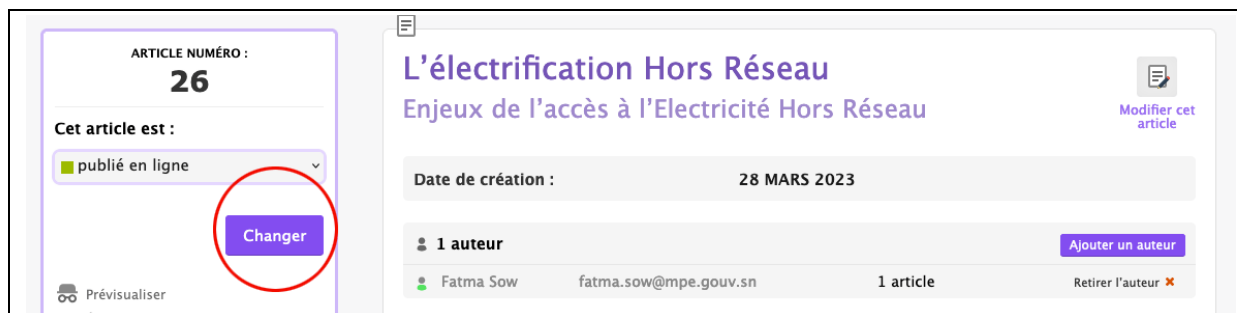 ARTICLE NUMÉRO :
26
Cet article est :
publié en ligne
Changer
Prévisualiser
L’électrification Hors Réseau
Enjeux de l’accès à l’Electricité Hors Réseau
Modifier cet
article
Date de création : 28 MARS 2023
1 auteur Ajouter un auteur
Fatma Sow fatma.sow@mpe.gouv.sn 1 article Retirer l'auteur